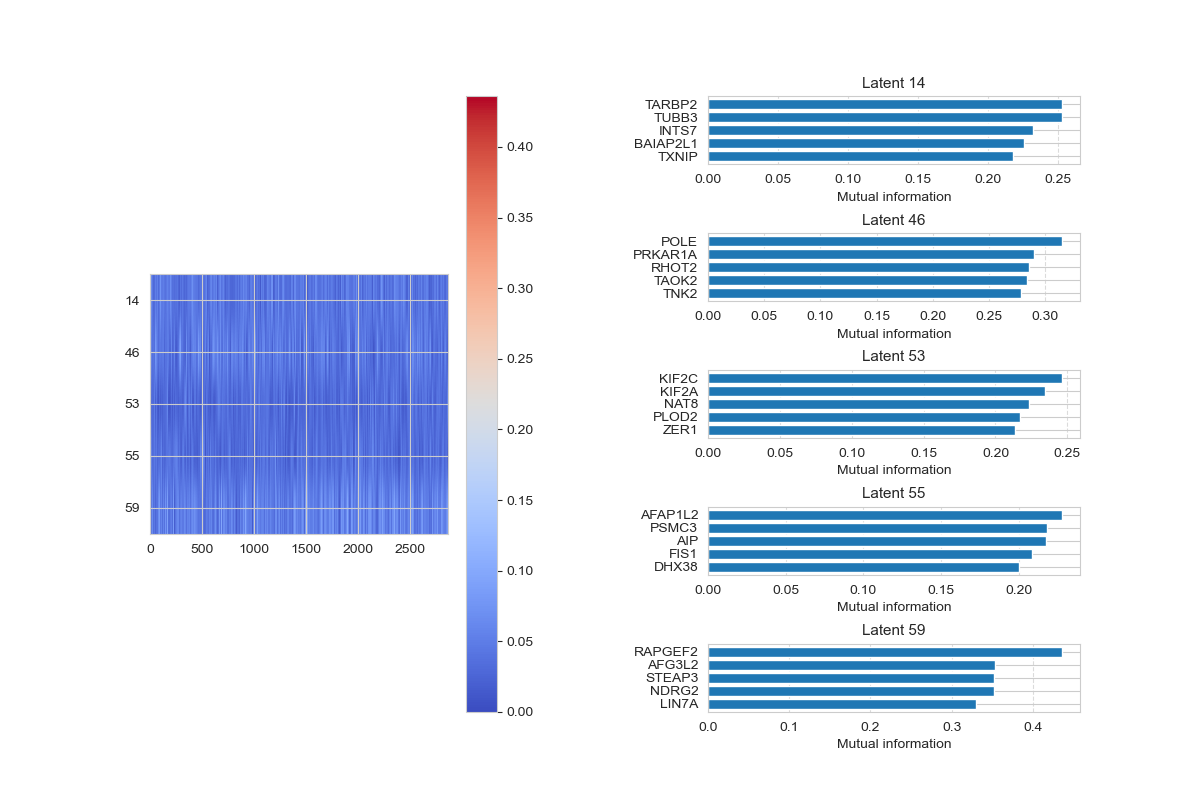 14
46
53
55
59
0 500 1000 1500 2000 2500
0.40
0.35
0.30
0.25
0.20
0.15
0.10
0.05
0.00
Latent 14
TARBP2
TUBB3
INTS7
BAIAP2L1
TXNIP
0.00 0.05 0.10 0.15 0.20 0.25
Mutual information
Latent 46
POLE
PRKAR1A
RHOT2
TAOK2
TNK2
0.00 0.05 0.10 0.15 0.20 0.25 0.30
Mutual information
Latent 53
KIF2C
KIF2A
NAT8
PLOD2
ZER1
0.00 0.05 0.10 0.15 0.20 0.25
Mutual information
Latent 55
AFAP1L2
PSMC3
AIP
FIS1
DHX38
0.00 0.05 0.10 0.15 0.20
Mutual information
Latent 59
RAPGEF2
AFG3L2
STEAP3
NDRG2
LIN7A
0.0 0.1 0.2 0.3 0.4
Mutual information